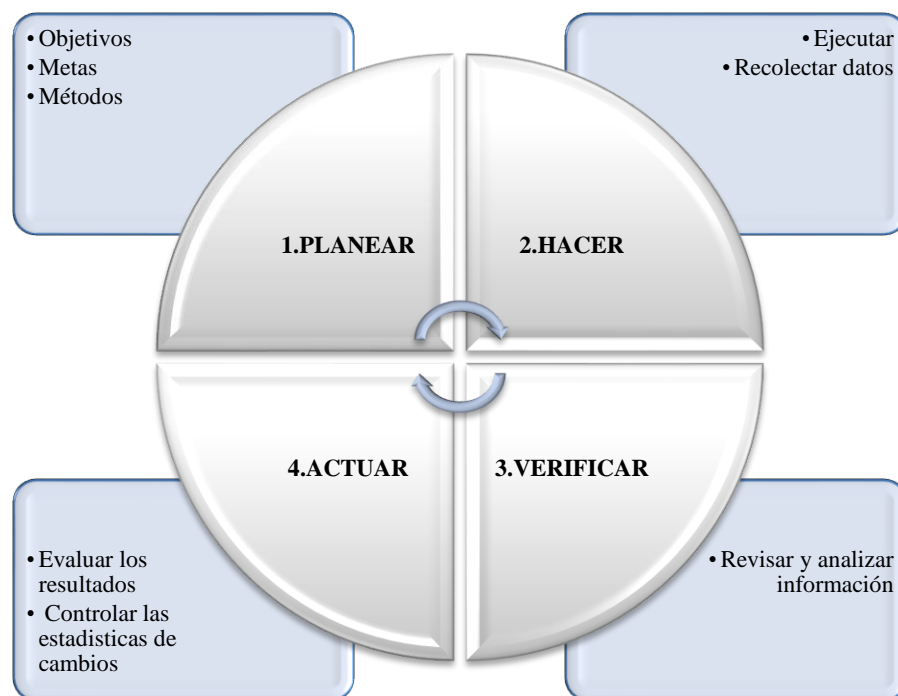 • Objetivos
• Metas
• Métodos
• Ejecutar
• Recolectar datos
1.PLANEAR
2.HACER
4.ACTUAR
3.VERIFICAR
• Evaluar los
resultados
• Controlar las
estadisticas de
cambios
• Revisar y analizar
información